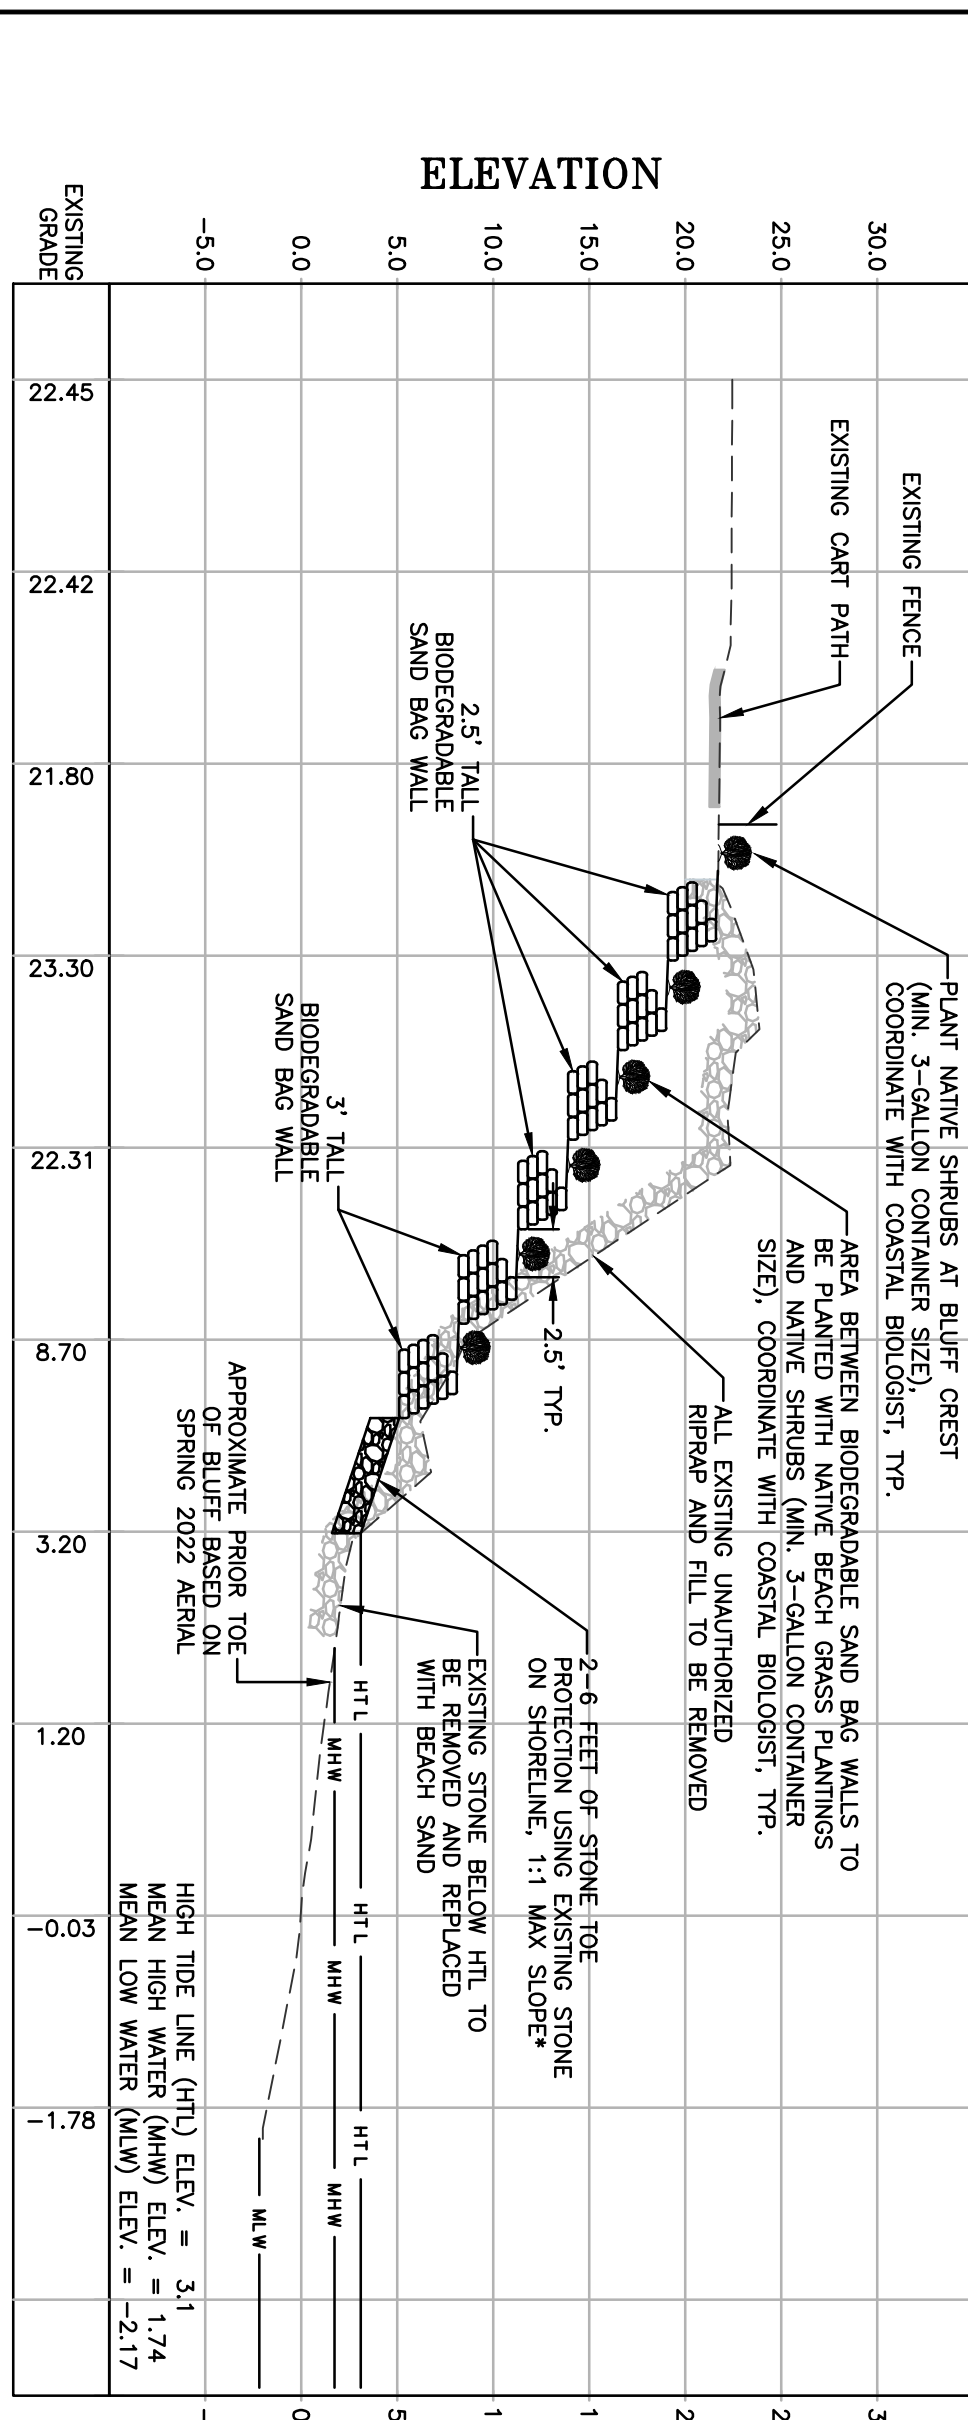 ELEVATION
30.0
25.0
20.0
15.0
10.0
5.0
0.0
-5.0
EXISTING
GRADE
22.45
22.42
21.80
23.30
22.31
8.70
3.20
1.20
-0.03
-1.78
EXISTING FENCE
EXISTING CART PATH
PLANT NATIVE SHRUBS AT BLUFF CREST
(MIN. 3-GALLON CONTAINER SIZE),
COORDINATE WITH COASTAL BIOLOGIST, TYP.
AREA BETWEEN BIODEGRADABLE SAND BAG WALLS TO
BE PLANTED WITH NATIVE BEACH GRASS PLANTINGS
AND NATIVE SHRUBS (MIN. 3-GALLON CONTAINER
SIZE), COORDINATE WITH COASTAL BIOLOGIST, TYP.
ALL EXISTING UNAUTHORIZED
RIPRAP AND FILL TO BE REMOVED
2.5' TALL
BIODEGRADABLE
SAND BAG WALL
2.5' TYP.
2-6 FEET OF STONE TOE
PROTECTION USING EXISTING STONE
ON SHORELINE, 1:1 MAX SLOPE*
EXISTING STONE BELOW HTL TO
BE REMOVED AND REPLACED
WITH BEACH SAND
3' TALL
BIODEGRADABLE
SAND BAG WALL
APPROXIMATE PRIOR TOE
OF BLUFF BASED ON
SPRING 2022 AERIAL
HTL
HTL
HTL
MHW
MHW
MHW
MLW
HIGH TIDE LINE (HTL) ELEV. = 3.1
MEAN HIGH WATER (MHW) ELEV. = 1.74
MEAN LOW WATER (MLW) ELEV. = -2.17
3
2
2
1
1
5
0
-